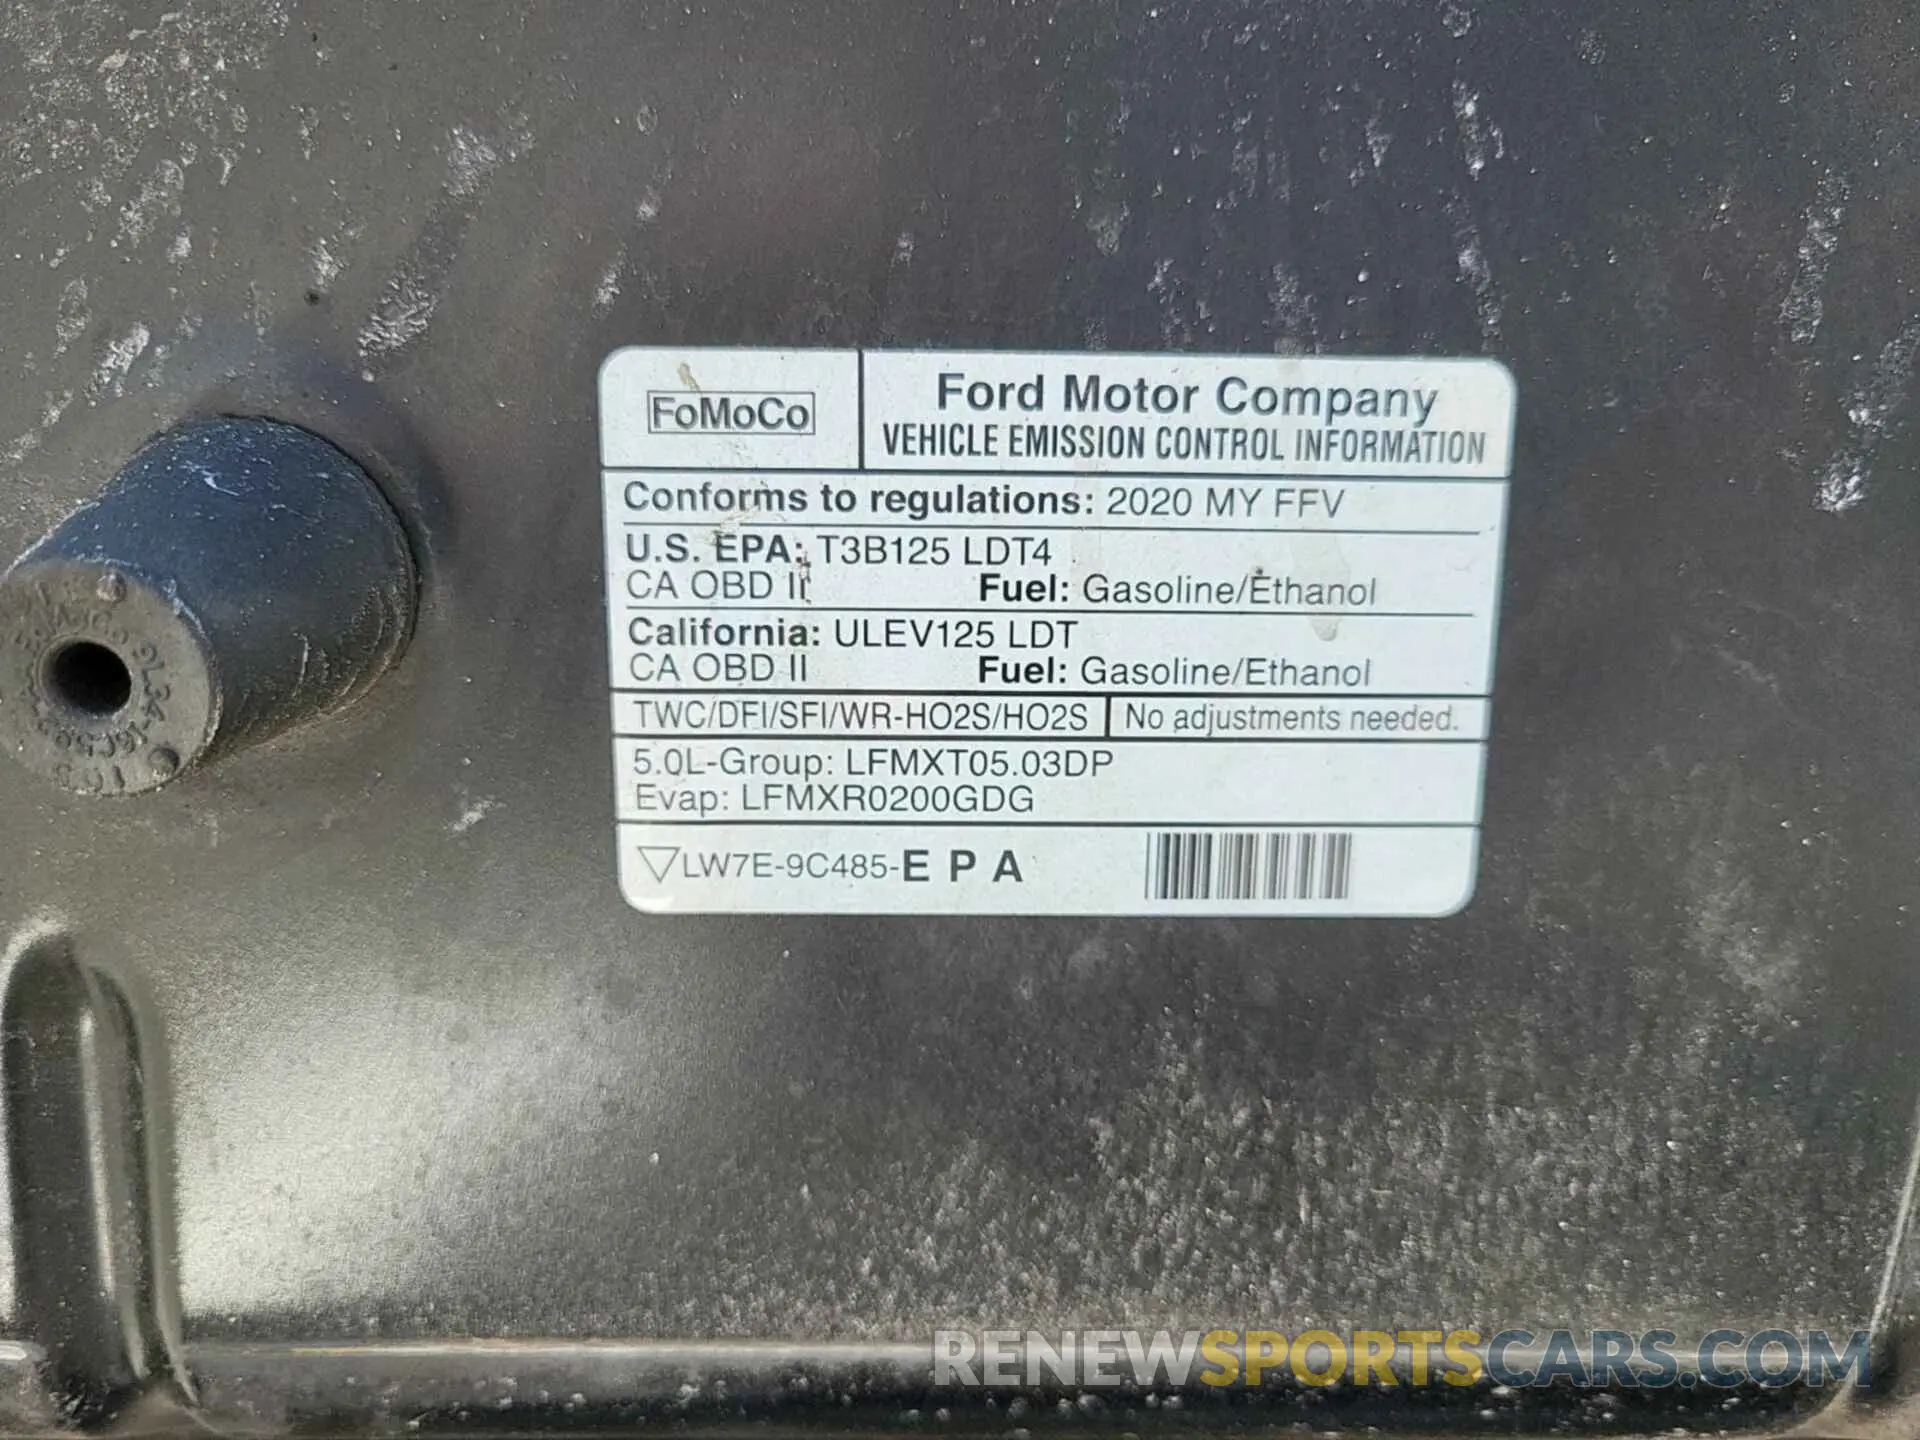 FoMoCo
Ford Motor Company
VEHICLE EMISSION CONTROL INFORMATION
Conforms to regulations: 2020 MY FFV
U.S. EPA: T3B125 LDT4
CA OBD II Fuel: Gasoline/Ethanol
California: ULEV125 LDT
CA OBD II Fuel: Gasoline/Ethanol
TWC/DFI/SFI/WR-HO2S/HO2S No adjustments needed.
5.0L-Group: LFMXT05.03DP
Evap: LFMXR0200GDG
LW7E-9C485-E P A
RENEWSPORTSCARS.COM